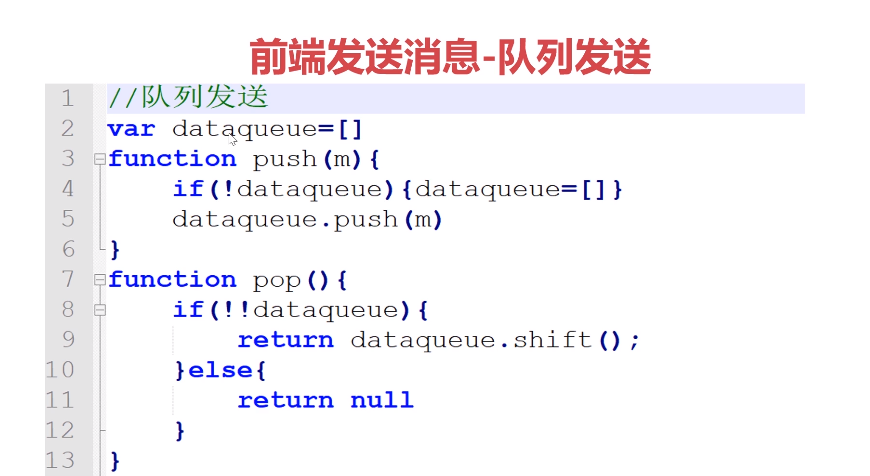 前端发送消息-队列发送
1 //队列发送
2 var dataqueue=[]
3 function push(m){
4 if(!dataqueue){dataqueue=[]}
5 dataqueue.push(m)
6 }
7 function pop(){
8 if(!!dataqueue){
9 return dataqueue.shift();
10 }else{
11 return null
12 }
13 }